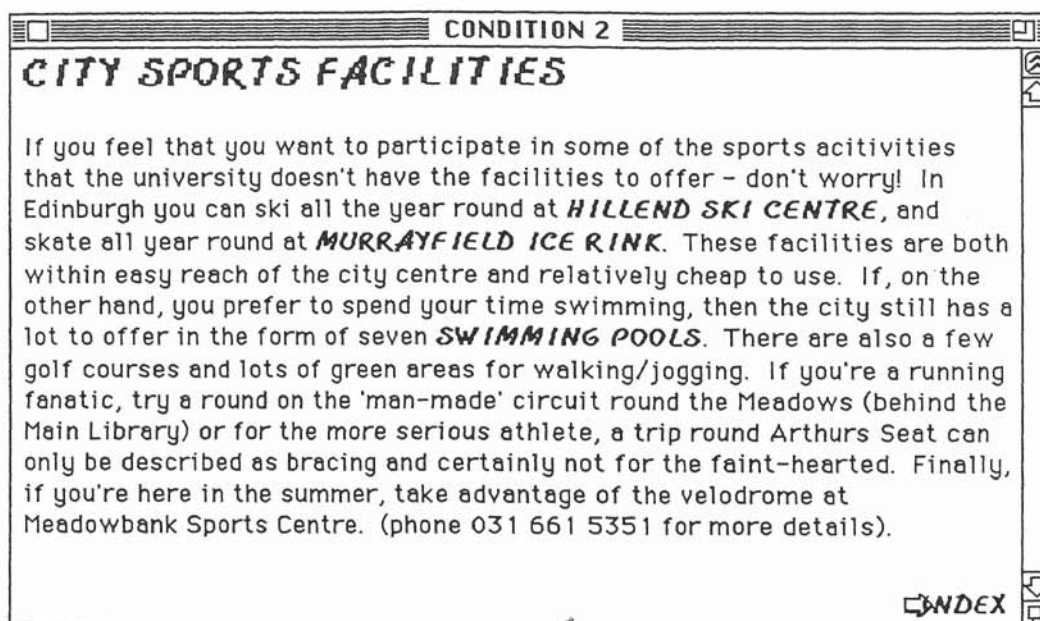 CONDITION 2
CITY SPORTS FACILITIES
If you feel that you want to participate in some of the sports acitivities
that the university doesn't have the facilities to offer - don't worry! In
Edinburgh you can ski all the year round at HILLEND SKI CENTRE, and
skate all year round at MURRAYFIELD ICE RINK. These facilities are both
within easy reach of the city centre and relatively cheap to use. If, on the
other hand, you prefer to spend your time swimming, then the city still has a
lot to offer in the form of seven SWIMMING POOLS. There are also a few
golf courses and lots of green areas for walking/jogging. If you're a running
fanatic, try a round on the 'man-made' circuit round the Meadows (behind the
Main Library) or for the more serious athlete, a trip round Arthurs Seat can
only be described as bracing and certainly not for the faint-hearted. Finally,
if you're here in the summer, take advantage of the velodrome at
Meadowbank Sports Centre. (phone 031 661 5351 for more details).
INDEX